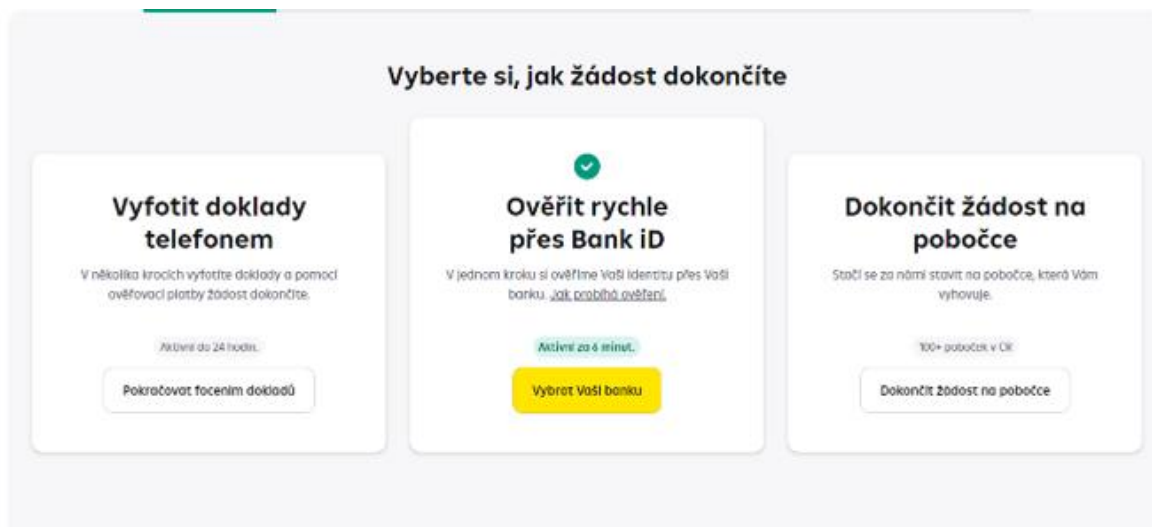 Vyberte si, jak žádost dokončíte
Vyfotit doklady
telefonem
V několika krocích vyfotíte doklady a pomocí
ověřovací platby žádost dokončíte.
Aktivní do 24 hodin.
Pokračovat focením dokladů
Ověřit rychle
přes Bank iD
V jednom kroku si ověříme Vaši identitu přes Vaši
banku. Jak probíhá ověření.
Aktivní za 6 minut.
Vybrat Vaši banku
Dokončit žádost na
pobočce
Stačí se za námi stavit na pobočce, která Vám
vyhovuje.
100+ poboček v ČR
Dokončit žádost na pobočce